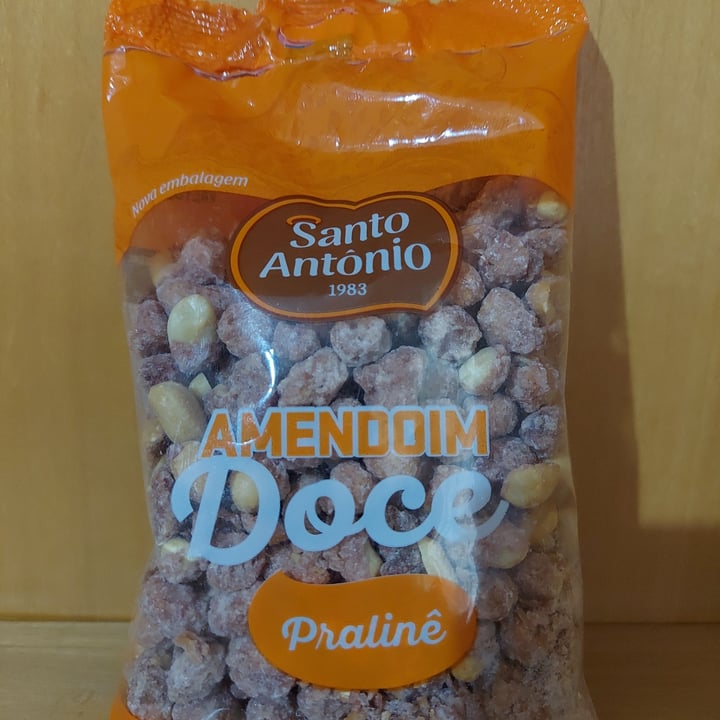 Nova embalagem
Santo
Antônio
1983
AMENDOIM
Doce
Pralinê